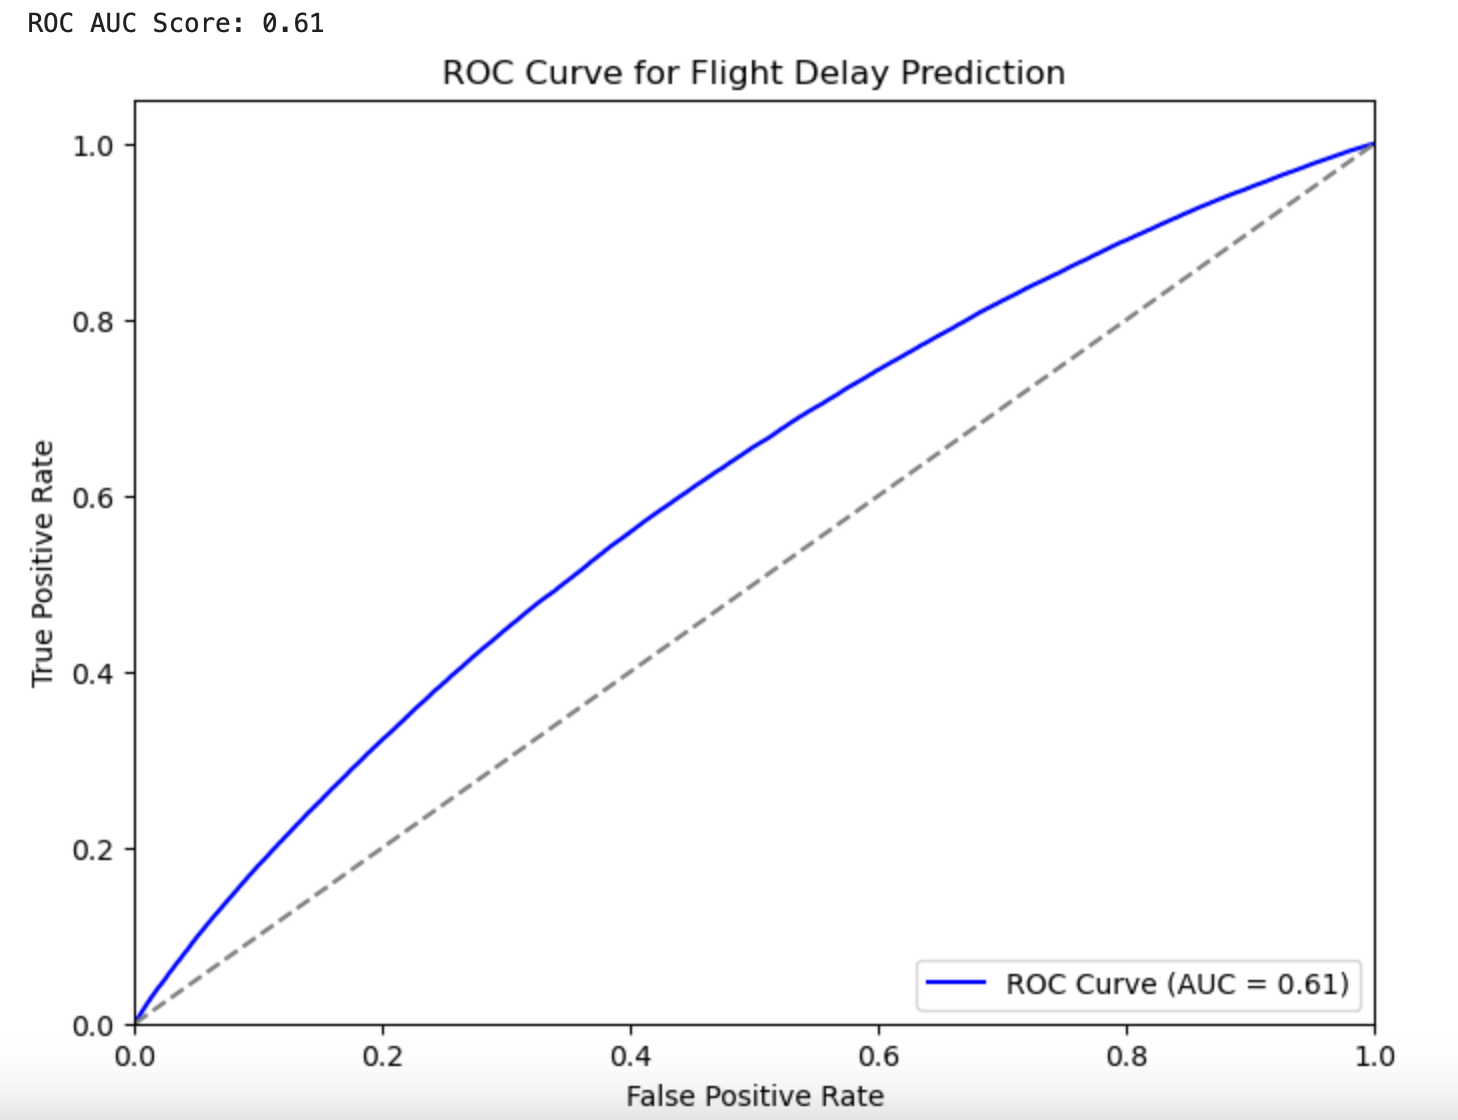 ROC AUC Score: 0.61
ROC Curve for Flight Delay Prediction
True Positive Rate
1.0
0.8
0.6
0.4
0.2
0.0
ROC Curve (AUC = 0.61)
0.0 0.2 0.4 0.6 0.8 1.0
False Positive Rate